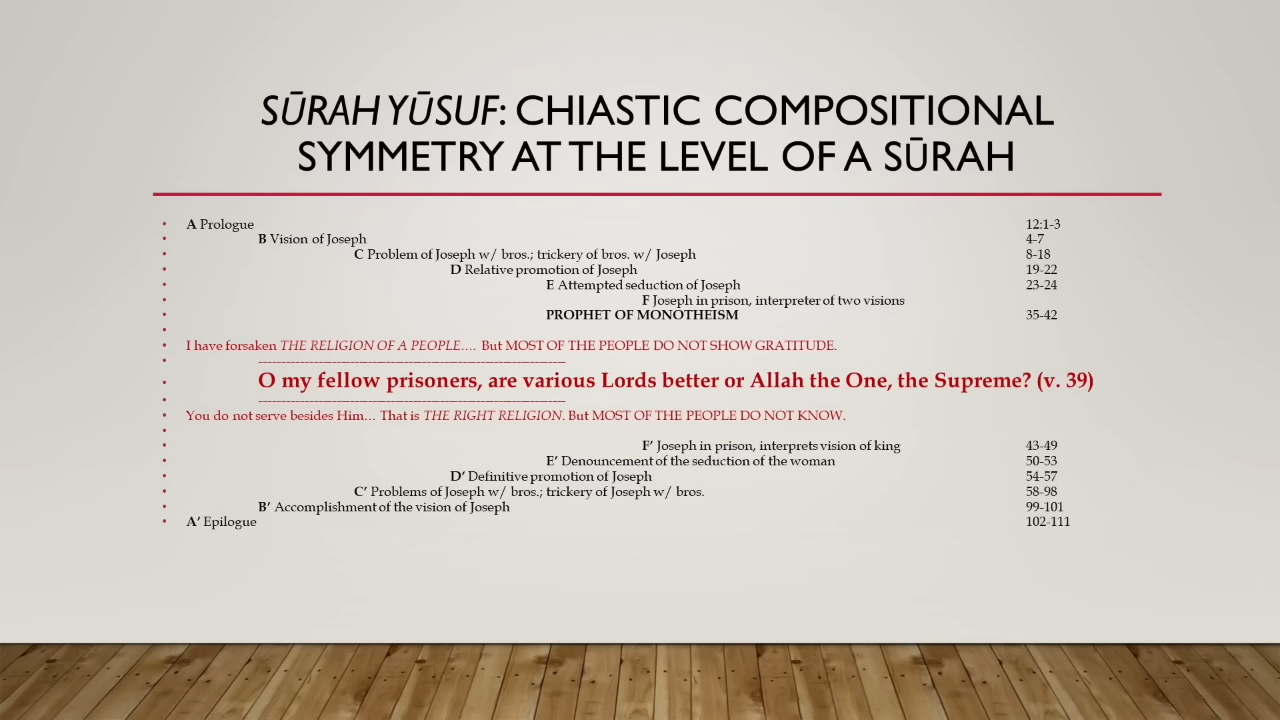 SŪRAH YŪSUF: CHIASTIC COMPOSITIONAL
SYMMETRY AT THE LEVEL OF A SŪRAH
• A Prologue 12:1-3
• B Vision of Joseph 4-7
• C Problem of Joseph w/ bros.; trickery of bros. w/ Joseph 8-18
• D Relative promotion of Joseph 19-22
• E Attempted seduction of Joseph 23-24
• F Joseph in prison, interpreter of two visions
• PROPHET OF MONOTHEISM 35-42
•
• I have forsaken THE RELIGION OF A PEOPLE…. But MOST OF THE PEOPLE DO NOT SHOW GRATITUDE.
• ------------------------------------------------------------
• O my fellow prisoners, are various Lords better or Allah the One, the Supreme? (v. 39)
• ------------------------------------------------------------
• You do not serve besides Him… That is THE RIGHT RELIGION. But MOST OF THE PEOPLE DO NOT KNOW.
•
• F’ Joseph in prison, interprets vision of king 43-49
• E’ Denouncement of the seduction of the woman 50-53
• D’ Definitive promotion of Joseph 54-57
• C’ Problems of Joseph w/ bros.; trickery of Joseph w/ bros. 58-98
• B’ Accomplishment of the vision of Joseph 99-101
• A’ Epilogue 102-111